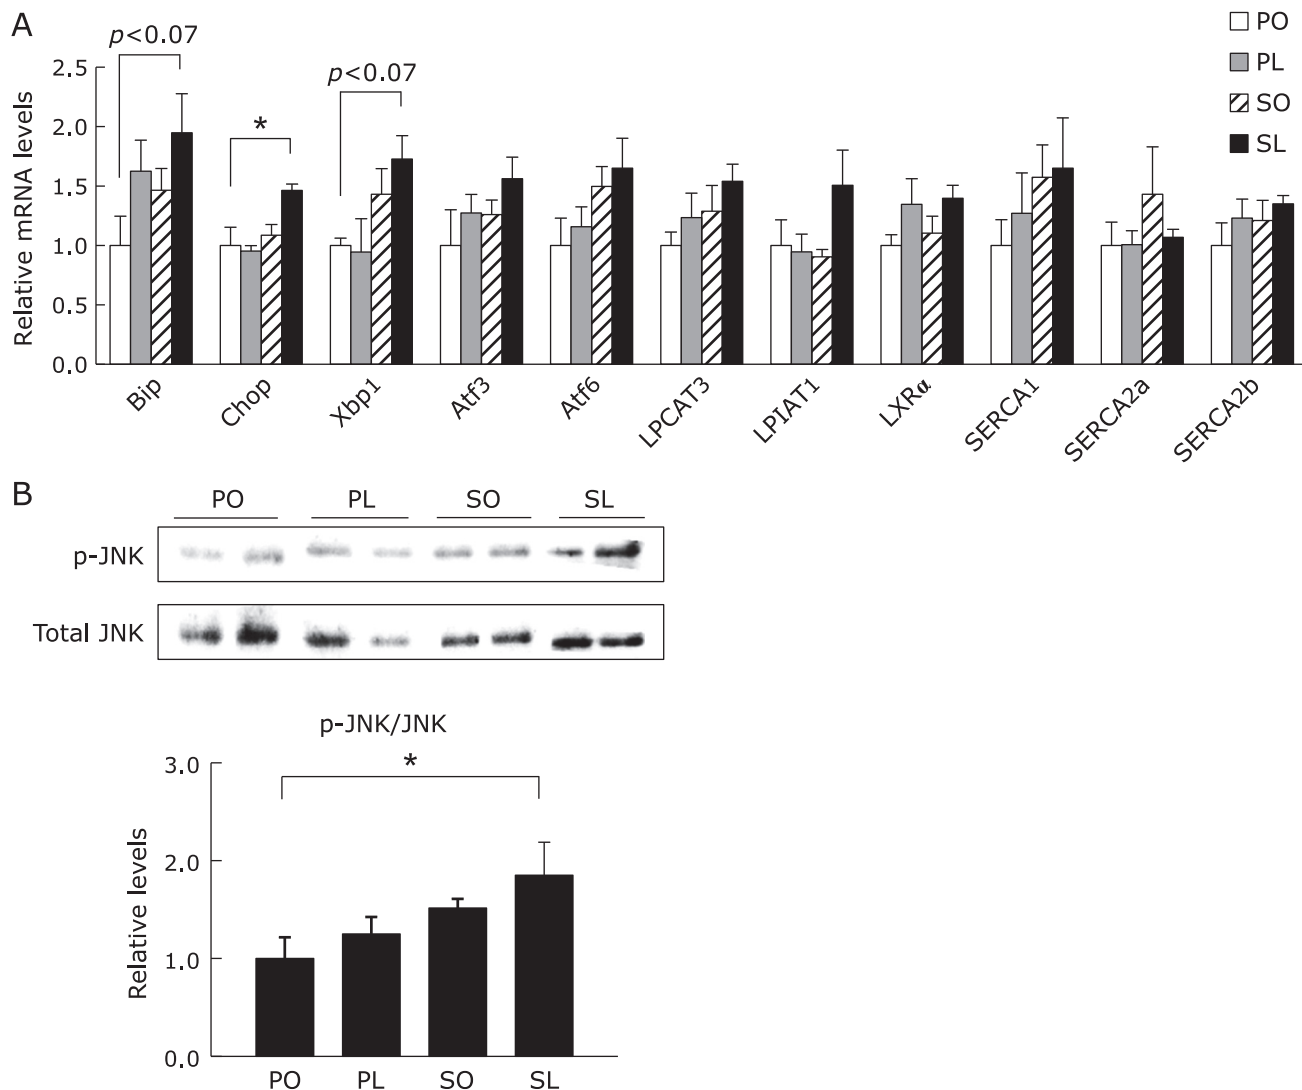 A
PO
PL
SO
SL
p<0.07
*
p<0.07
Relative mRNA levels
2.5
2.0
1.5
1.0
0.5
0.0
Bip
Chop
Xbp1
Atf3
Atf6
LPCAT3
LPIAT1
LXRα
SERCA1
SERCA2a
SERCA2b
B
PO PL SO SL
p-JNK
Total JNK
p-JNK/JNK
*
Relative levels
3.0
2.0
1.0
0.0
PO PL SO SL